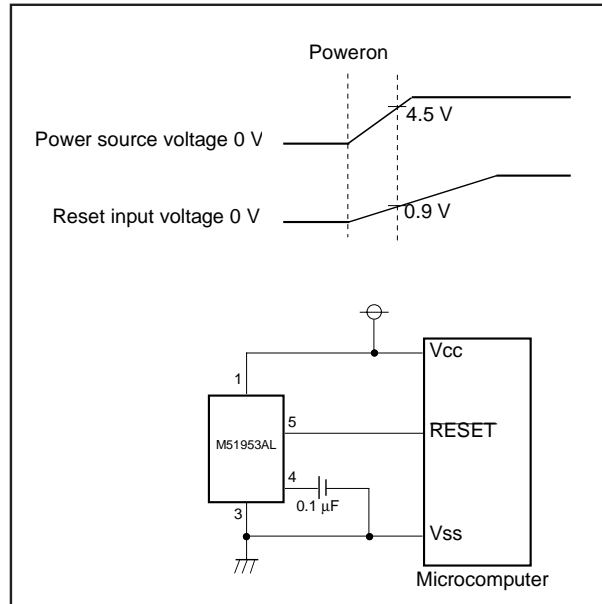 Poweron
4.5 V
Power source voltage 0 V
0.9 V
Reset input voltage 0 V
Vcc
1
5
RESET
M51953AL
4
0.1 μF
3
Vss
Microcomputer